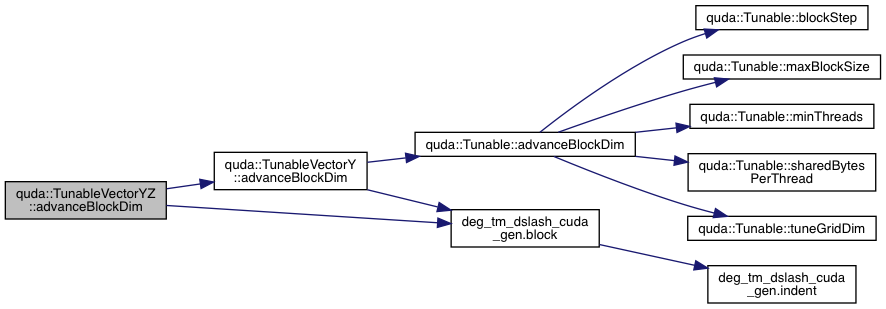 quda::TunableVectorYZ
::advanceBlockDim
quda::TunableVectorY
::advanceBlockDim
quda::Tunable::advanceBlockDim
quda::Tunable::blockStep
quda::Tunable::maxBlockSize
quda::Tunable::minThreads
quda::Tunable::sharedBytes
PerThread
quda::Tunable::tuneGridDim
deg_tm_dslash_cuda
_gen.block
deg_tm_dslash_cuda
_gen.indent